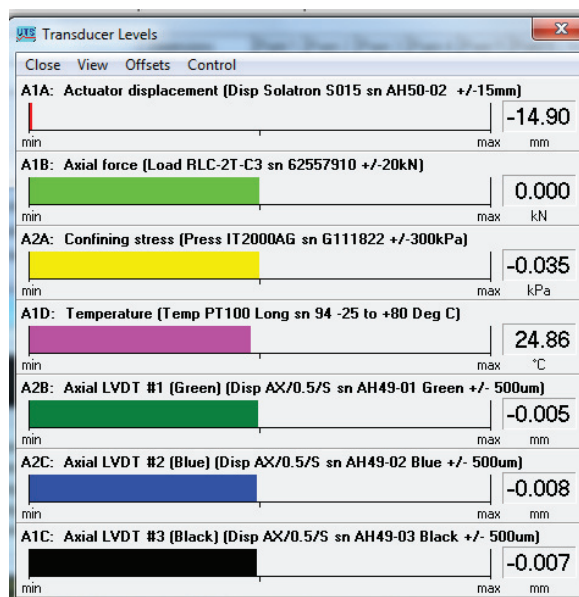 UTS Transducer Levels
Close View Offsets Control
A1A: Actuator displacement (Disp Solatron S015 sn AH50-02 +/-15mm)
-14.90
min max mm
A1B: Axial force (Load RLC-2T-C3 sn 62557910 +/-20kN)
0.000
min max kN
A2A: Confining stress (Press IT2000AG sn G111822 +/-300kPa)
-0.035
min max kPa
A1D: Temperature (Temp PT100 Long sn 94 -25 to +80 Deg C)
24.86
min max °C
A2B: Axial LVDT #1 (Green) (Disp AX/0.5/S sn AH49-01 Green +/- 500um)
-0.005
min max mm
A2C: Axial LVDT #2 (Blue) (Disp AX/0.5/S sn AH49-02 Blue +/- 500um)
-0.008
min max mm
A1C: Axial LVDT #3 (Black) (Disp AX/0.5/S sn AH49-03 Black +/- 500um)
-0.007
min max mm